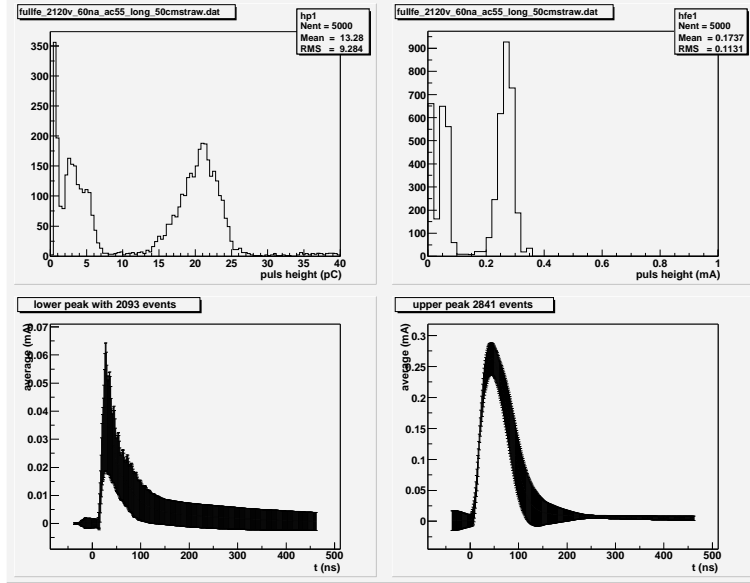 fullfe_2120v_60na_ac55_long_50cmstraw.dat
hp1
Nent = 5000
Mean = 13.28
RMS = 9.284
350
300
250
200
150
100
50
0
0 5 10 15 20 25 30 35 40
puls height (pC)
fullfe_2120v_60na_ac55_long_50cmstraw.dat
hfe1
Nent = 5000
Mean = 0.1737
RMS = 0.1131
900
800
700
600
500
400
300
200
100
0
0 0.2 0.4 0.6 0.8 1
puls height (mA)
lower peak with 2093 events
average (mA)
0.07
0.06
0.05
0.04
0.03
0.02
0.01
0
0 100 200 300 400 500
t (ns)
upper peak 2841 events
average (mA)
0.3
0.25
0.2
0.15
0.1
0.05
0
0 100 200 300 400 500
t (ns)